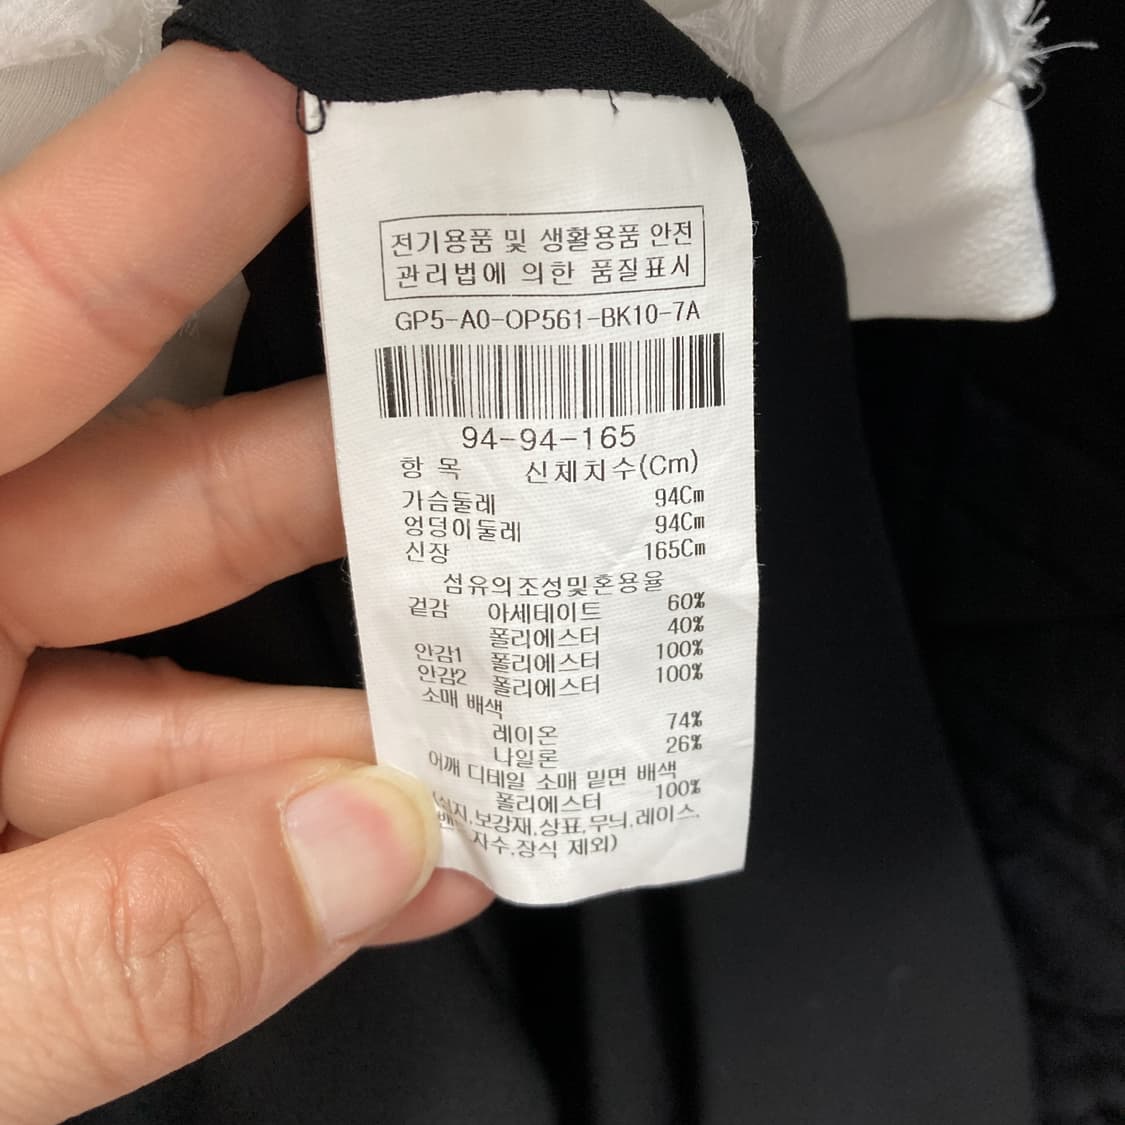 전기용품 및 생활용품 안전
관리법에 의한 품질표시
GP5-A0-OP561-BK10-7A
94-94-165
항 목 신체치수(Cm)
가슴둘레 94Cm
엉덩이둘레 94Cm
신장 165Cm
섬유의조성및혼용율
겉감 아세테이트 60%
폴리에스터 40%
안감1 폴리에스터 100%
안감2 폴리에스터 100%
소매 배색
레이온 74%
나일론 26%
어깨 디테일 소매 밑면 배색
폴리에스터 100%
(심지,보강재,상표,무늬,레이스,
밴드 자수,장식 제외)